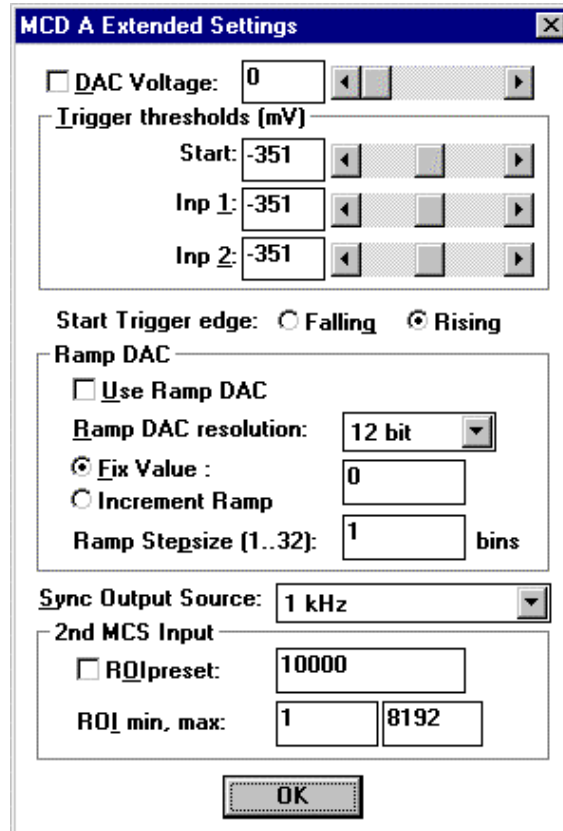 MCD A Extended Settings
DAC Voltage: 0
Trigger thresholds (mV)
Start: -351
Inp 1: -351
Inp 2: -351
Start Trigger edge: Falling Rising
Ramp DAC
Use Ramp DAC
Ramp DAC resolution: 12 bit
Fix Value : 0
Increment Ramp
Ramp Stepsize (1..32): 1 bins
Sync Output Source: 1 kHz
2nd MCS Input
ROIpreset: 10000
ROI min, max: 1 8192
OK